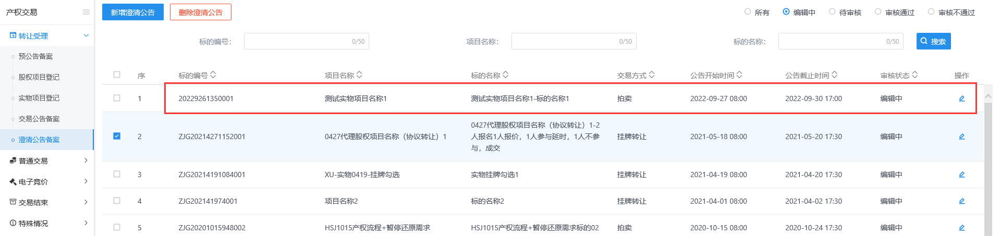 产权交易
转让受理
预公告备案
股权项目登记
实物项目登记
交易公告备案
澄清公告备案
普通交易
电子竞价
交易结束
特殊情况
新增澄清公告 删除澄清公告 所有 编辑中 待审核 审核通过 审核不通过
标的编号： 0/50 项目名称： 0/50 标的名称： 0/50 搜索
序 标的编号 项目名称 标的名称 交易方式 公告开始时间 公告截止时间 审核状态 操作
1 20229261350001 测试实物项目名称1 测试实物项目名称1-标的名称1 拍卖 2022-09-27 08:00 2022-09-30 17:00 编辑中
2 ZJG20214271152001 0427代理股权项目名称（协议转让）1 0427代理股权项目名称（协议转让）1-2
人报名1人报价，1人参与延时，1人不参
与，成交 挂牌转让 2021-05-18 08:00 2021-05-20 17:30 编辑中
3 ZJG20214191084001 XU-实物0419-挂牌勾选 实物挂牌勾选1 挂牌转让 2021-04-19 08:00 2021-04-20 17:30 编辑中
4 ZJG202141974001 项目名称2 标的名称2 挂牌转让 2021-04-01 08:00 2021-04-02 17:30 编辑中
5 ZJG20201015948002 HSJ1015产权流程+暂停还原需求 HSJ1015产权流程+暂停还原需求标的02 拍卖 2020-10-15 08:00 2020-10-24 17:30 编辑中